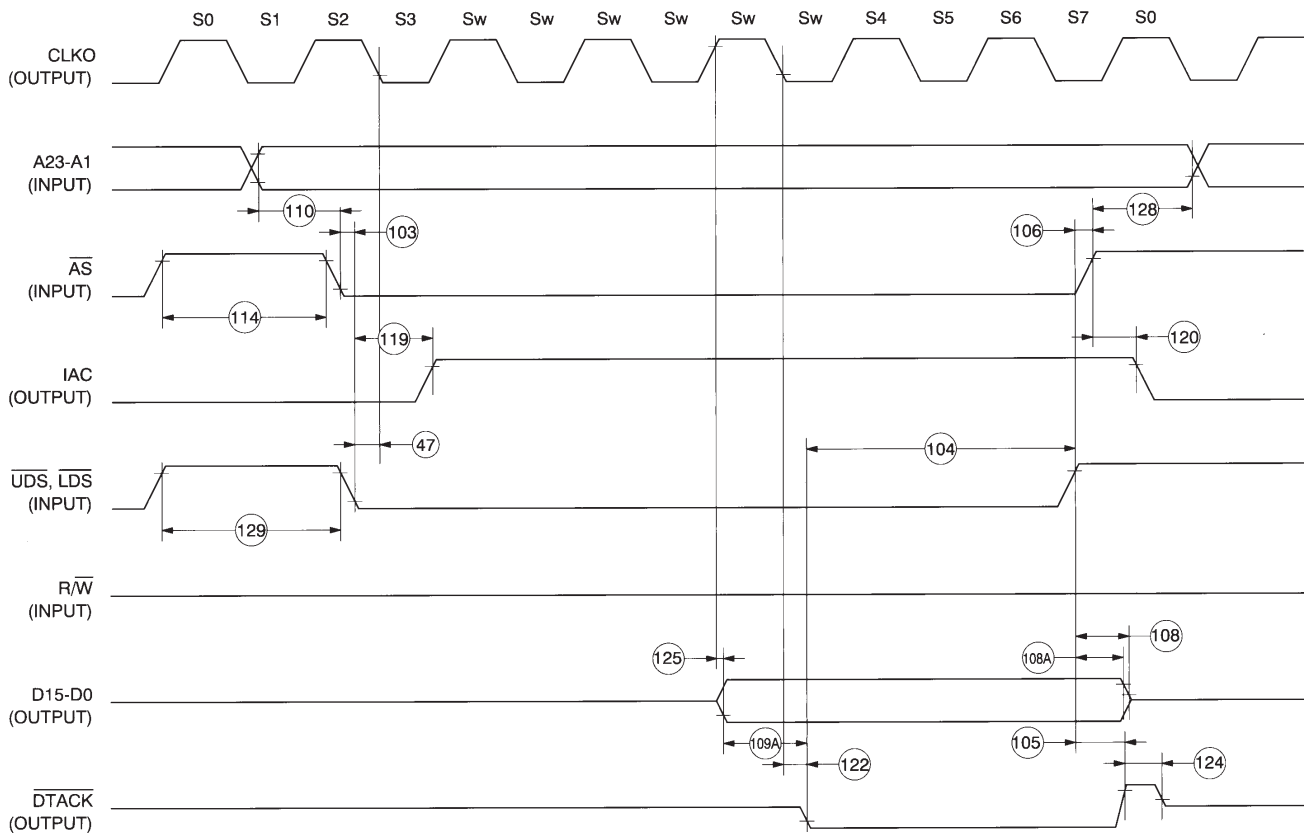 S0 S1 S2 S3 Sw Sw Sw Sw Sw Sw S4 S5 S6 S7 S0
CLKO
(OUTPUT)
A23-A1
(INPUT)
110
103
128
106
AS
(INPUT)
114
119
120
IAC
(OUTPUT)
47
104
UDS, LDS
(INPUT)
129
R/W
(INPUT)
108
125
108A
D15-D0
(OUTPUT)
109A
105
122
124
DTACK
(OUTPUT)